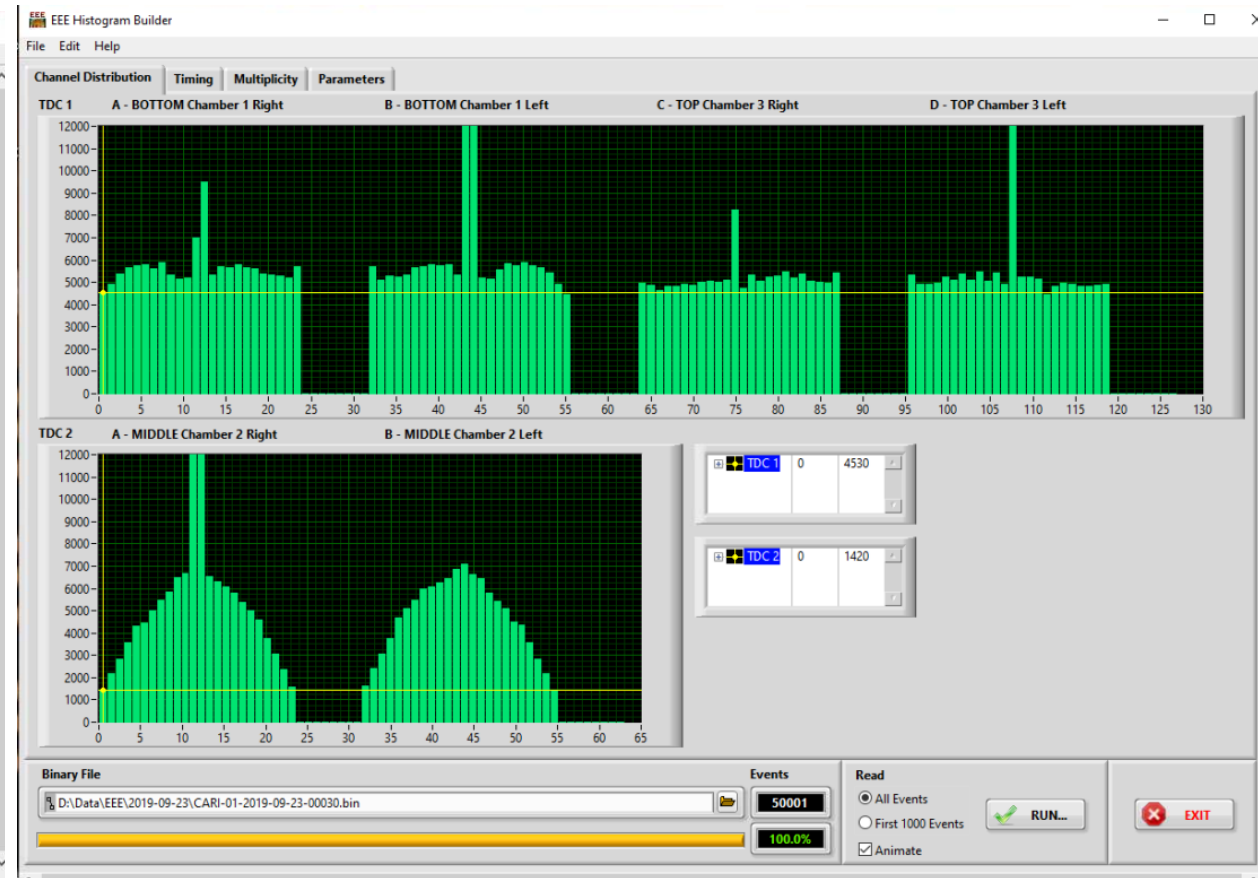 EEE Histogram Builder
File Edit Help
Channel Distribution Timing Multiplicity Parameters
TDC 1 A - BOTTOM Chamber 1 Right B - BOTTOM Chamber 1 Left C - TOP Chamber 3 Right D - TOP Chamber 3 Left
12000
11000
10000
9000
8000
7000
6000
5000
4000
3000
2000
1000
0
0 5 10 15 20 25 30 35 40 45 50 55 60 65 70 75 80 85 90 95 100 105 110 115 120 125 130
TDC 2 A - MIDDLE Chamber 2 Right B - MIDDLE Chamber 2 Left
12000
11000
10000
9000
8000
7000
6000
5000
4000
3000
2000
1000
0
0 5 10 15 20 25 30 35 40 45 50 55 60 65
TDC 1 0 4530
TDC 2 0 1420
Binary File
D:\Data\EEE\2019-09-23\CARI-01-2019-09-23-00030.bin
Events
50001
100.0%
Read
All Events
First 1000 Events
Animate
RUN...
EXIT